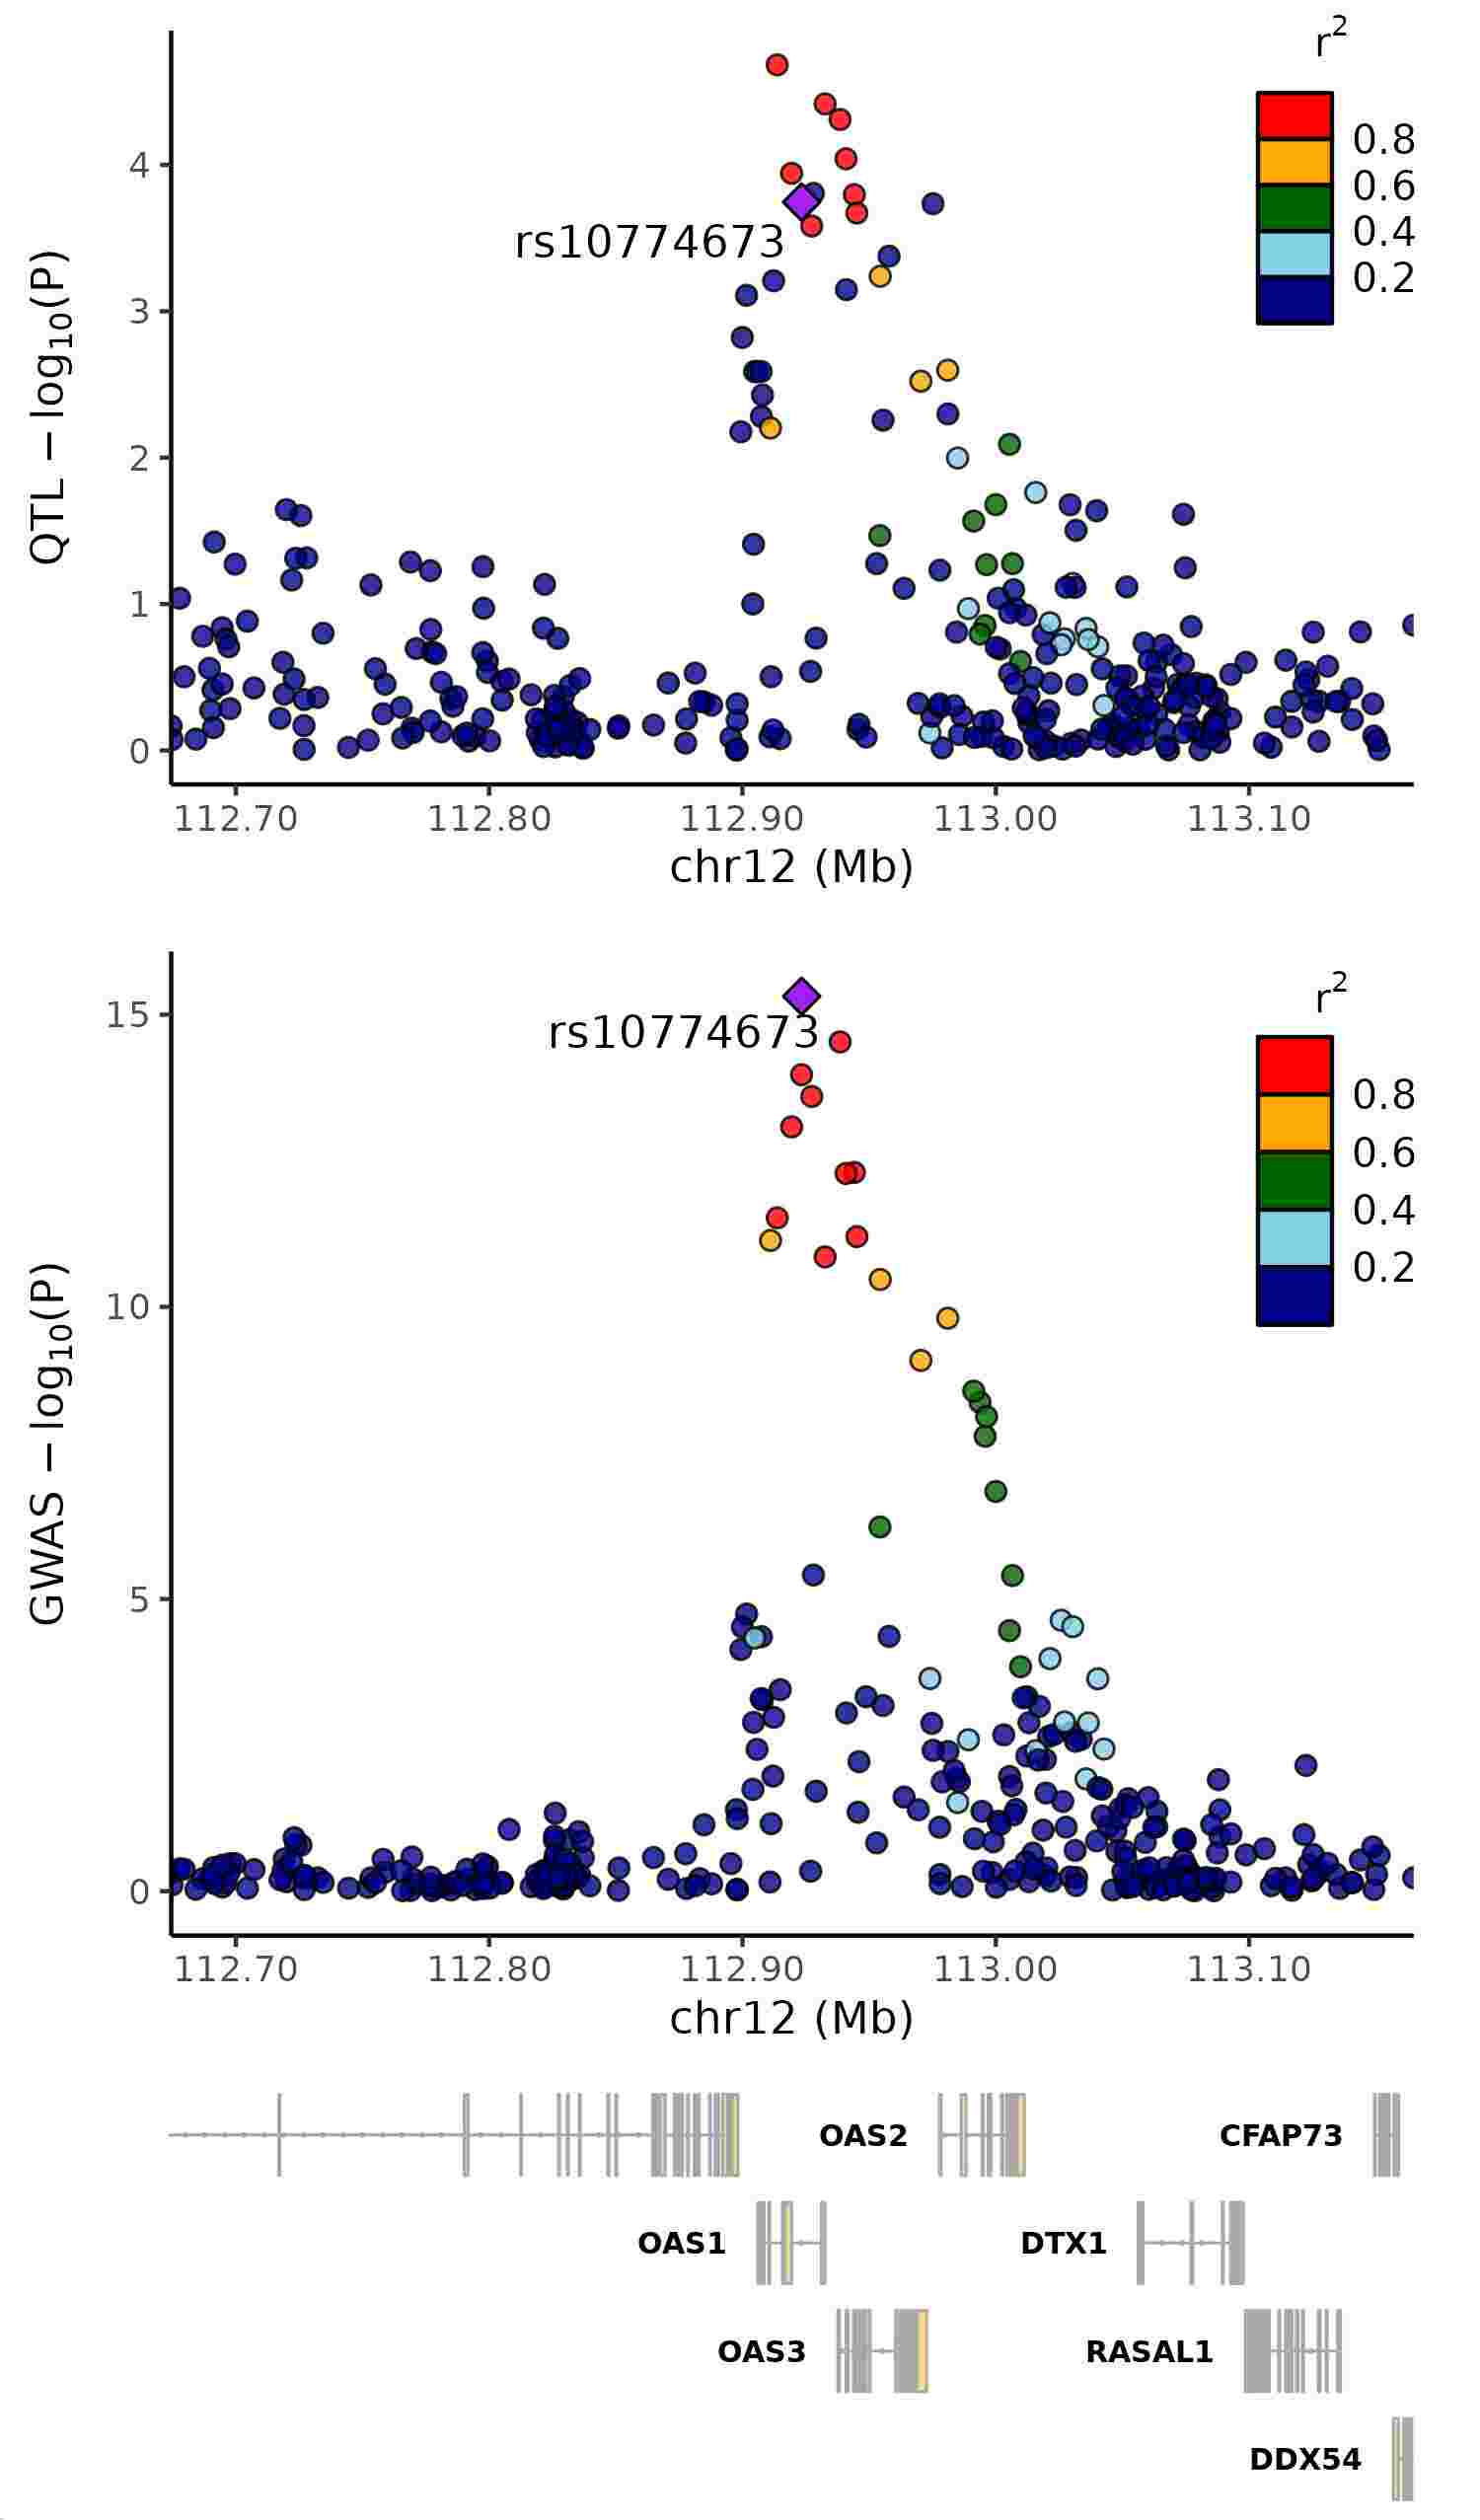 r²
0.8
0.6
0.4
0.2
QTL −log₁₀(P)
4
3
2
1
0
rs10774673
112.70 112.80 112.90 113.00 113.10
chr12 (Mb)
r²
0.8
0.6
0.4
0.2
GWAS −log₁₀(P)
15
10
5
0
rs10774673
112.70 112.80 112.90 113.00 113.10
chr12 (Mb)
OAS2 CFAP73
OAS1 DTX1
OAS3 RASAL1
DDX54